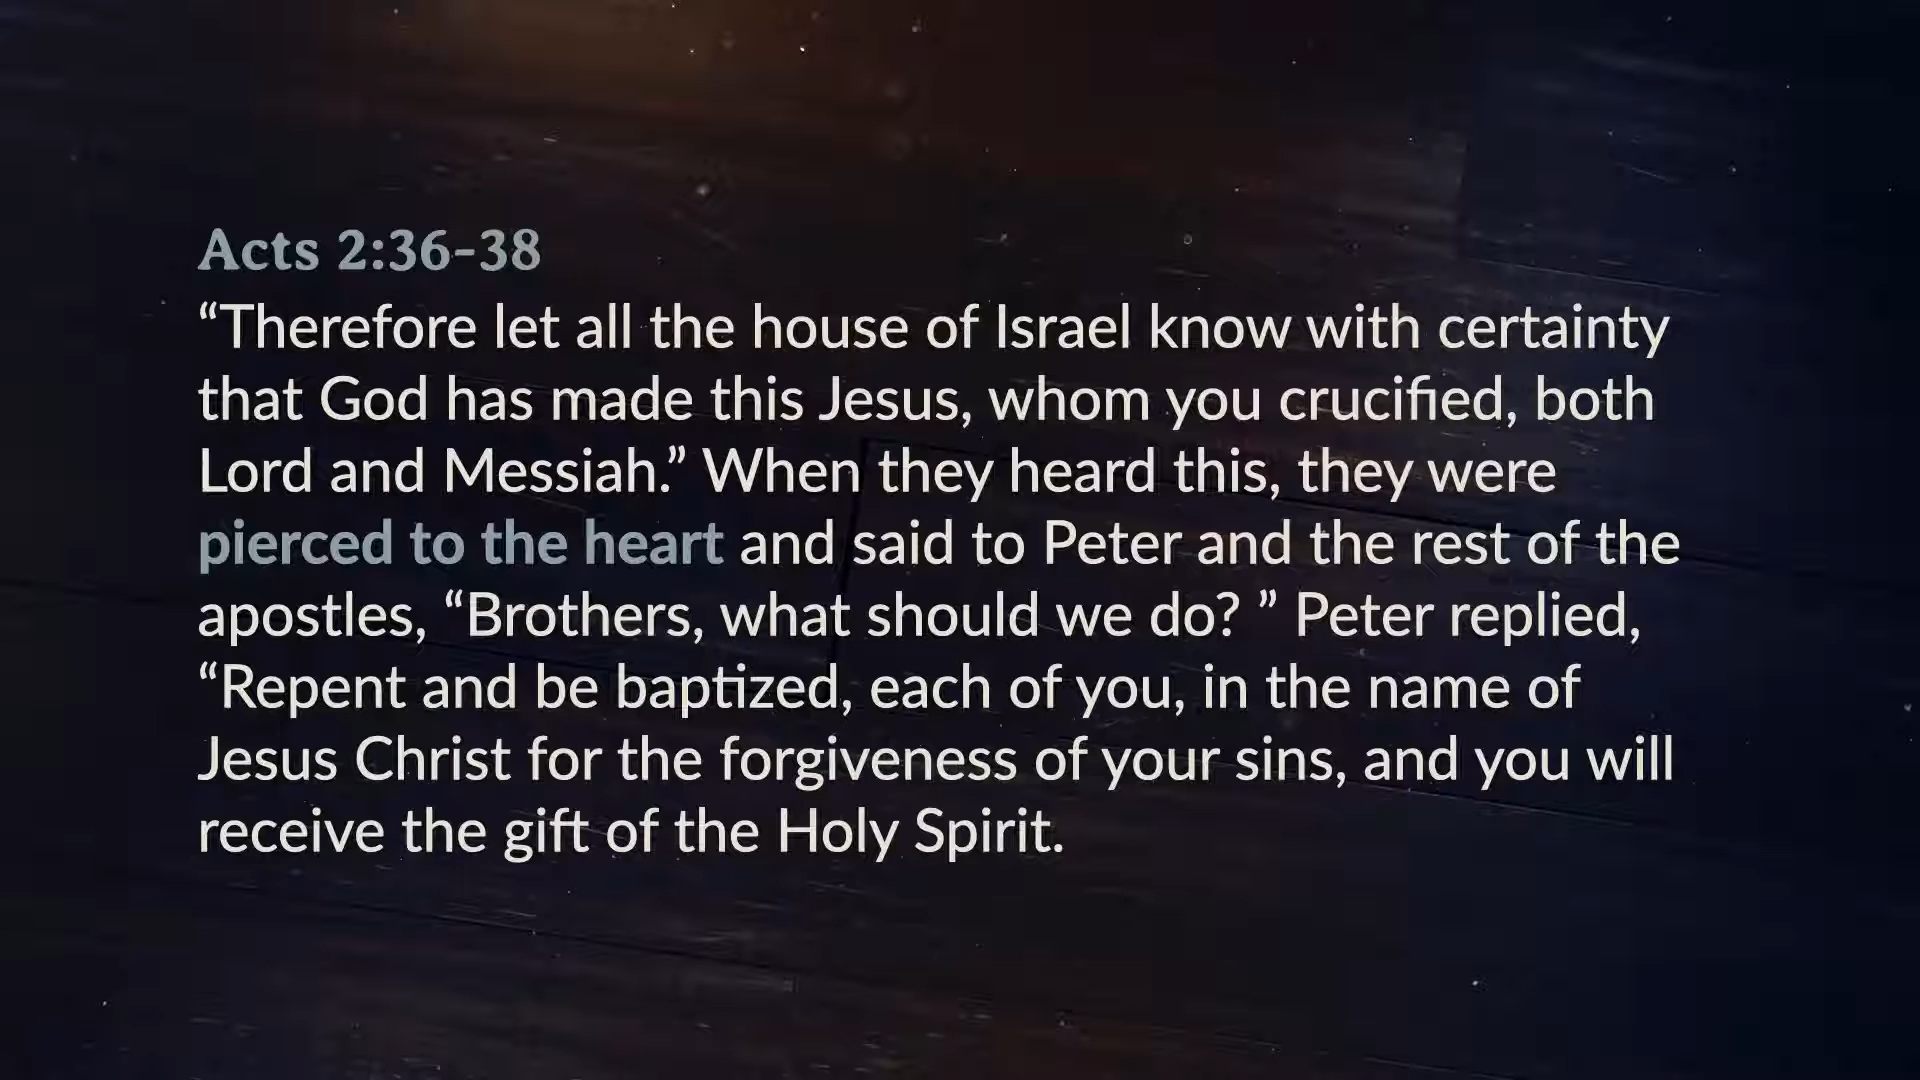 Acts 2:36-38
“Therefore let all the house of Israel know with certainty
that God has made this Jesus, whom you crucified, both
Lord and Messiah.” When they heard this, they were
pierced to the heart and said to Peter and the rest of the
apostles, “Brothers, what should we do? ” Peter replied,
“Repent and be baptized, each of you, in the name of
Jesus Christ for the forgiveness of your sins, and you will
receive the gift of the Holy Spirit.